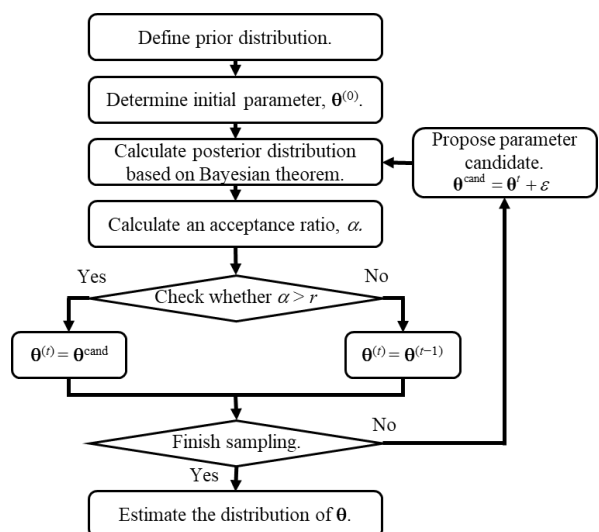 Define prior distribution.
Determine initial parameter, θ⁽⁰⁾.
Calculate posterior distribution
based on Bayesian theorem.
Propose parameter
candidate.
θᶜᵃⁿᵈ = θᵗ + ε
Calculate an acceptance ratio, α.
Yes
No
Check whether α > r
θ⁽ᵗ⁾ = θᶜᵃⁿᵈ
θ⁽ᵗ⁾ = θ⁽ᵗ⁻¹⁾
No
Finish sampling.
Yes
Estimate the distribution of θ.